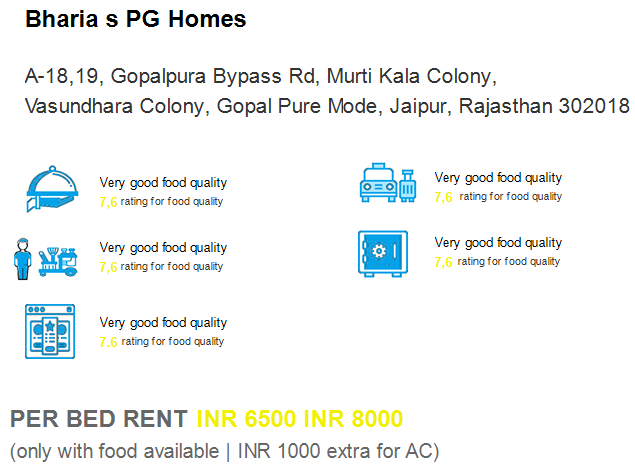 Bharia s PG Homes
A-18,19, Gopalpura Bypass Rd, Murti Kala Colony,
Vasundhara Colony, Gopal Pure Mode, Jaipur, Rajasthan 302018
Very good food quality
7,6 rating for food quality
Very good food quality
7,6 rating for food quality
Very good food quality
7,6 rating for food quality
Very good food quality
7,6 rating for food quality
Very good food quality
7,6 rating for food quality
PER BED RENT INR 6500 INR 8000
(only with food available | INR 1000 extra for AC)